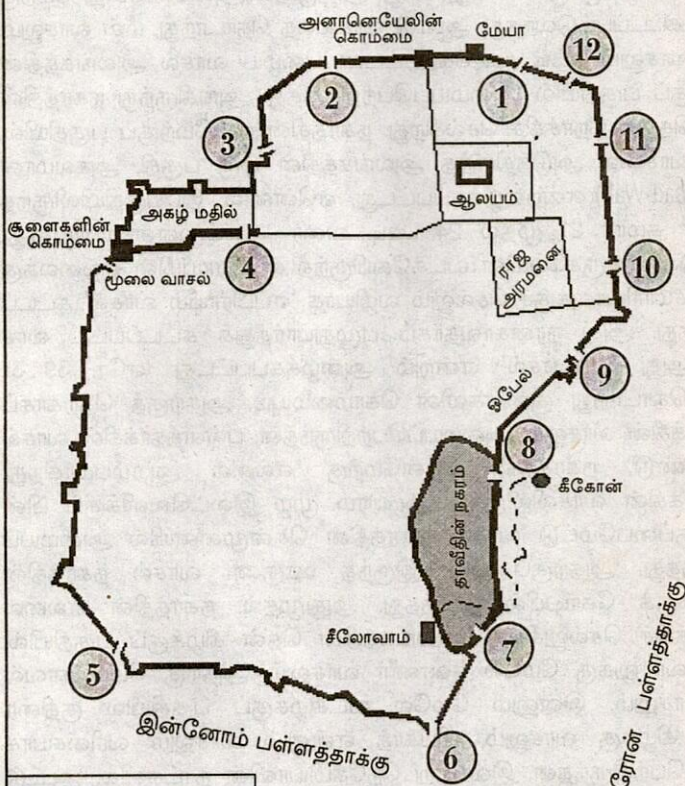 அனானெயேலின்
கொம்மை
மேயா
12
2
1
3
11
அகழ் மதில்
ஆலயம்
சூளைகளின்
கொம்மை
4
ராஜ
அரமனை
மூலை வாசல்
10
9
ஓபேல்
8
கீகோன்
தாவீதின் நகரம்
சீலோவாம்
7
5
இன்னோம் பள்ளத்தாக்கு
6
பள்ளத்தாக்கு